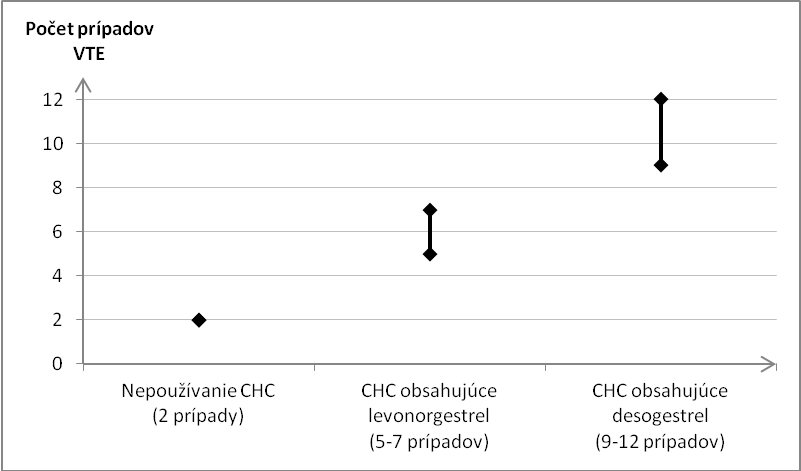 Počet prípadov
VTE
12
10
8
6
4
2
0
Nepoužívanie CHC
(2 prípady)
CHC obsahujúce
levonorgestrel
(5-7 prípadov)
CHC obsahujúce
desogestrel
(9-12 prípadov)